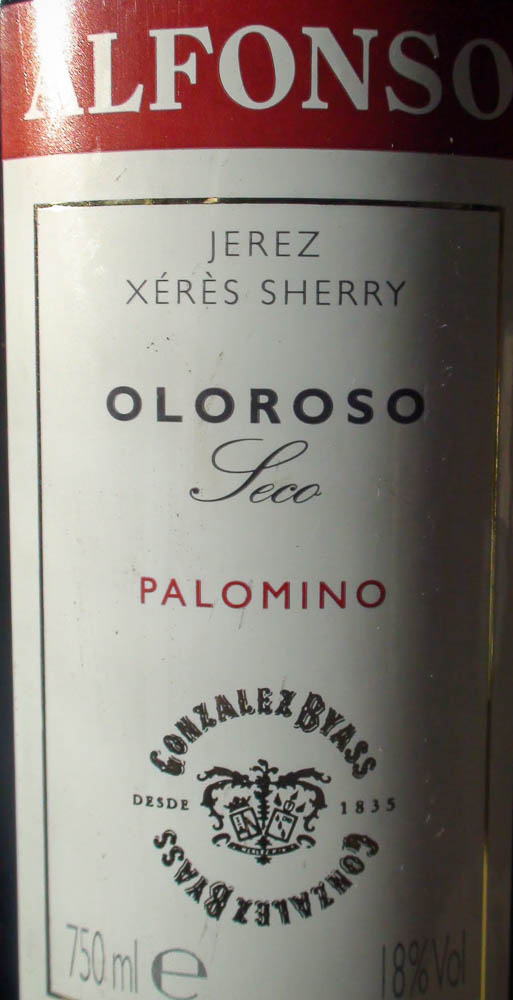 ALFONSO
JEREZ
XÉRÈS SHERRY
OLOROSO
Seco
PALOMINO
GONZALEZ BYASS
DESDE 1835
GONZALEZ BYASS
750 ml e 18% Vol